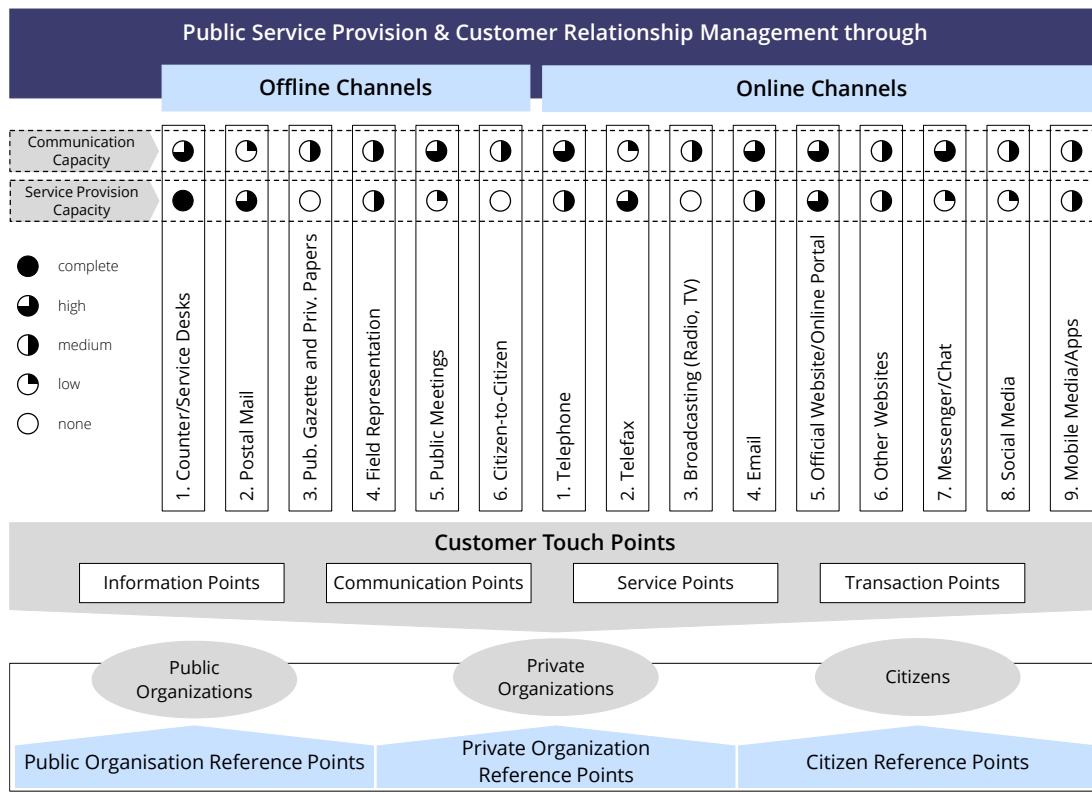 Public Service Provision & Customer Relationship Management through
Offline Channels
Online Channels
Communication
Capacity
Service Provision
Capacity
complete
high
medium
low
none
1. Counter/Service Desks
2. Postal Mail
3. Pub. Gazette and Priv. Papers
4. Field Representation
5. Public Meetings
6. Citizen-to-Citizen
1. Telephone
2. Telefax
3. Broadcasting (Radio, TV)
4. Email
5. Official Website/Online Portal
6. Other Websites
7. Messenger/Chat
8. Social Media
9. Mobile Media/Apps
Customer Touch Points
Information Points
Communication Points
Service Points
Transaction Points
Public
Organizations
Private
Organizations
Citizens
Public Organisation Reference Points
Private Organization
Reference Points
Citizen Reference Points